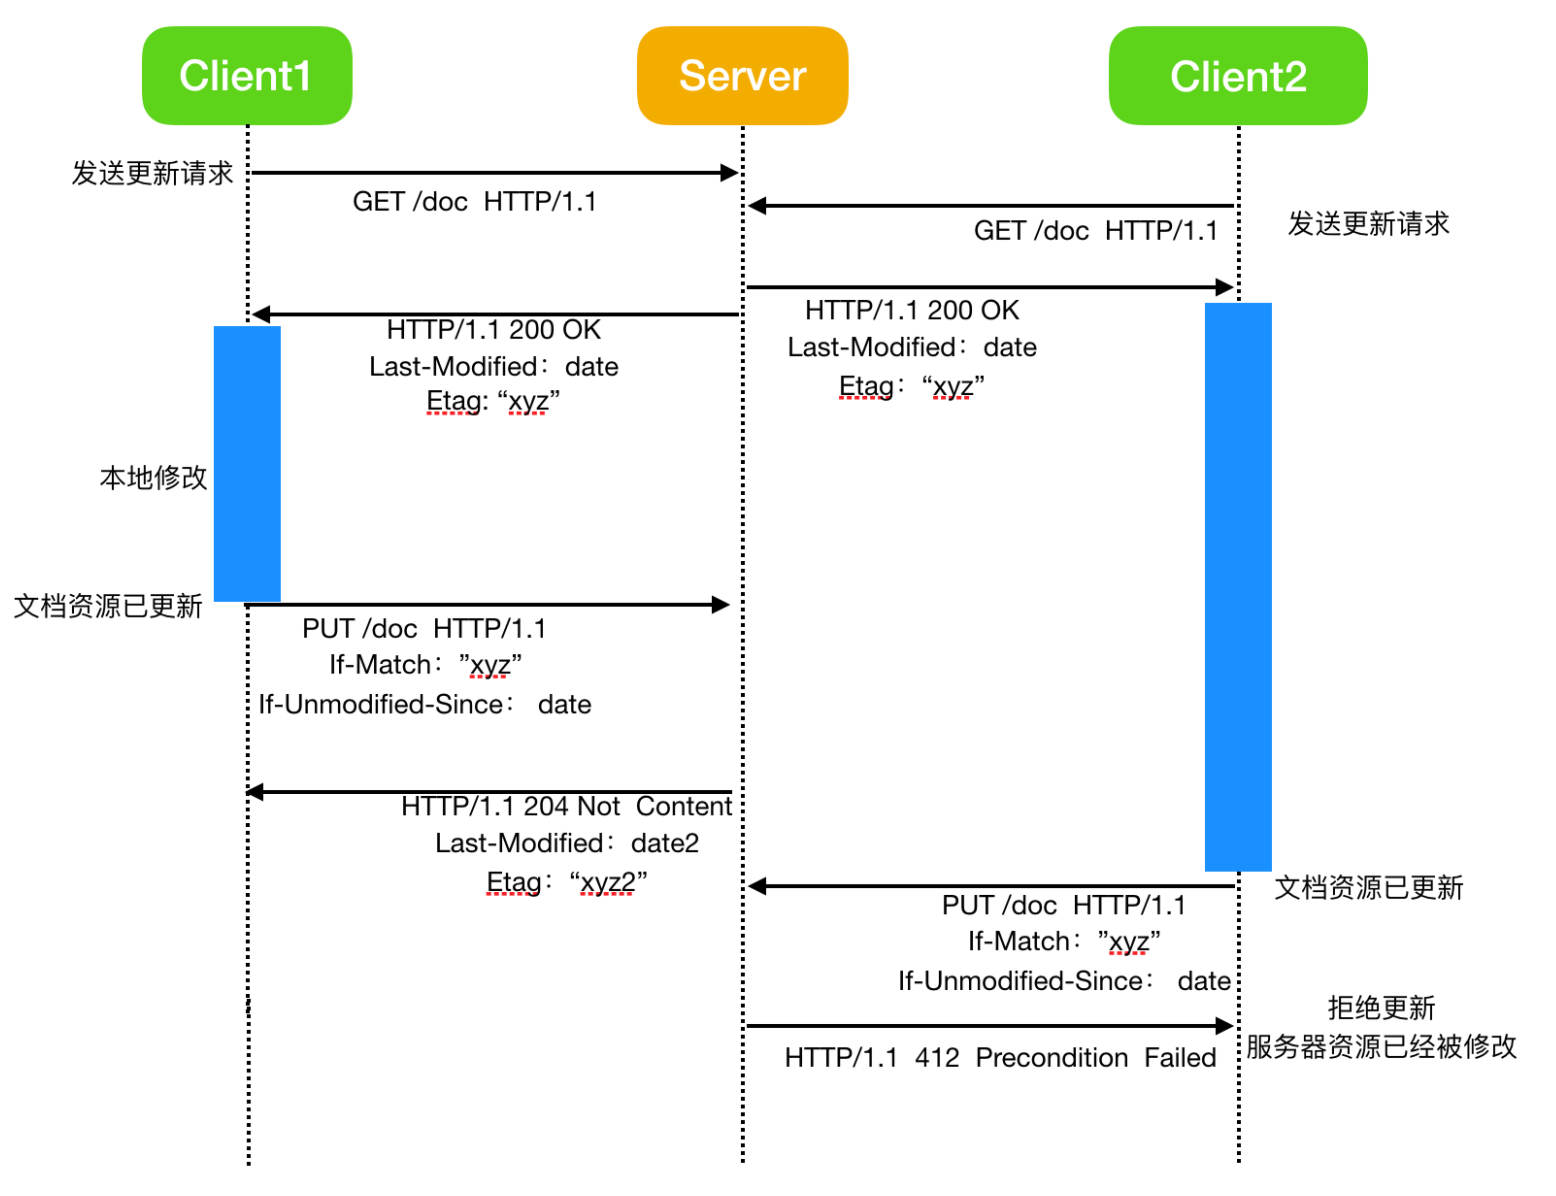 Client1
Server
Client2
发送更新请求
GET /doc  HTTP/1.1
GET /doc  HTTP/1.1
发送更新请求
HTTP/1.1 200 OK
Last-Modified：date
Etag：“xyz”
HTTP/1.1 200 OK
Last-Modified：date
Etag: “xyz”
本地修改
文档资源已更新
PUT /doc  HTTP/1.1
If-Match：”xyz”
If-Unmodified-Since： date
HTTP/1.1 204 Not  Content
Last-Modified：date2
Etag：“xyz2”
文档资源已更新
PUT /doc  HTTP/1.1
If-Match：”xyz”
If-Unmodified-Since： date
拒绝更新
服务器资源已经被修改
HTTP/1.1  412  Precondition  Failed